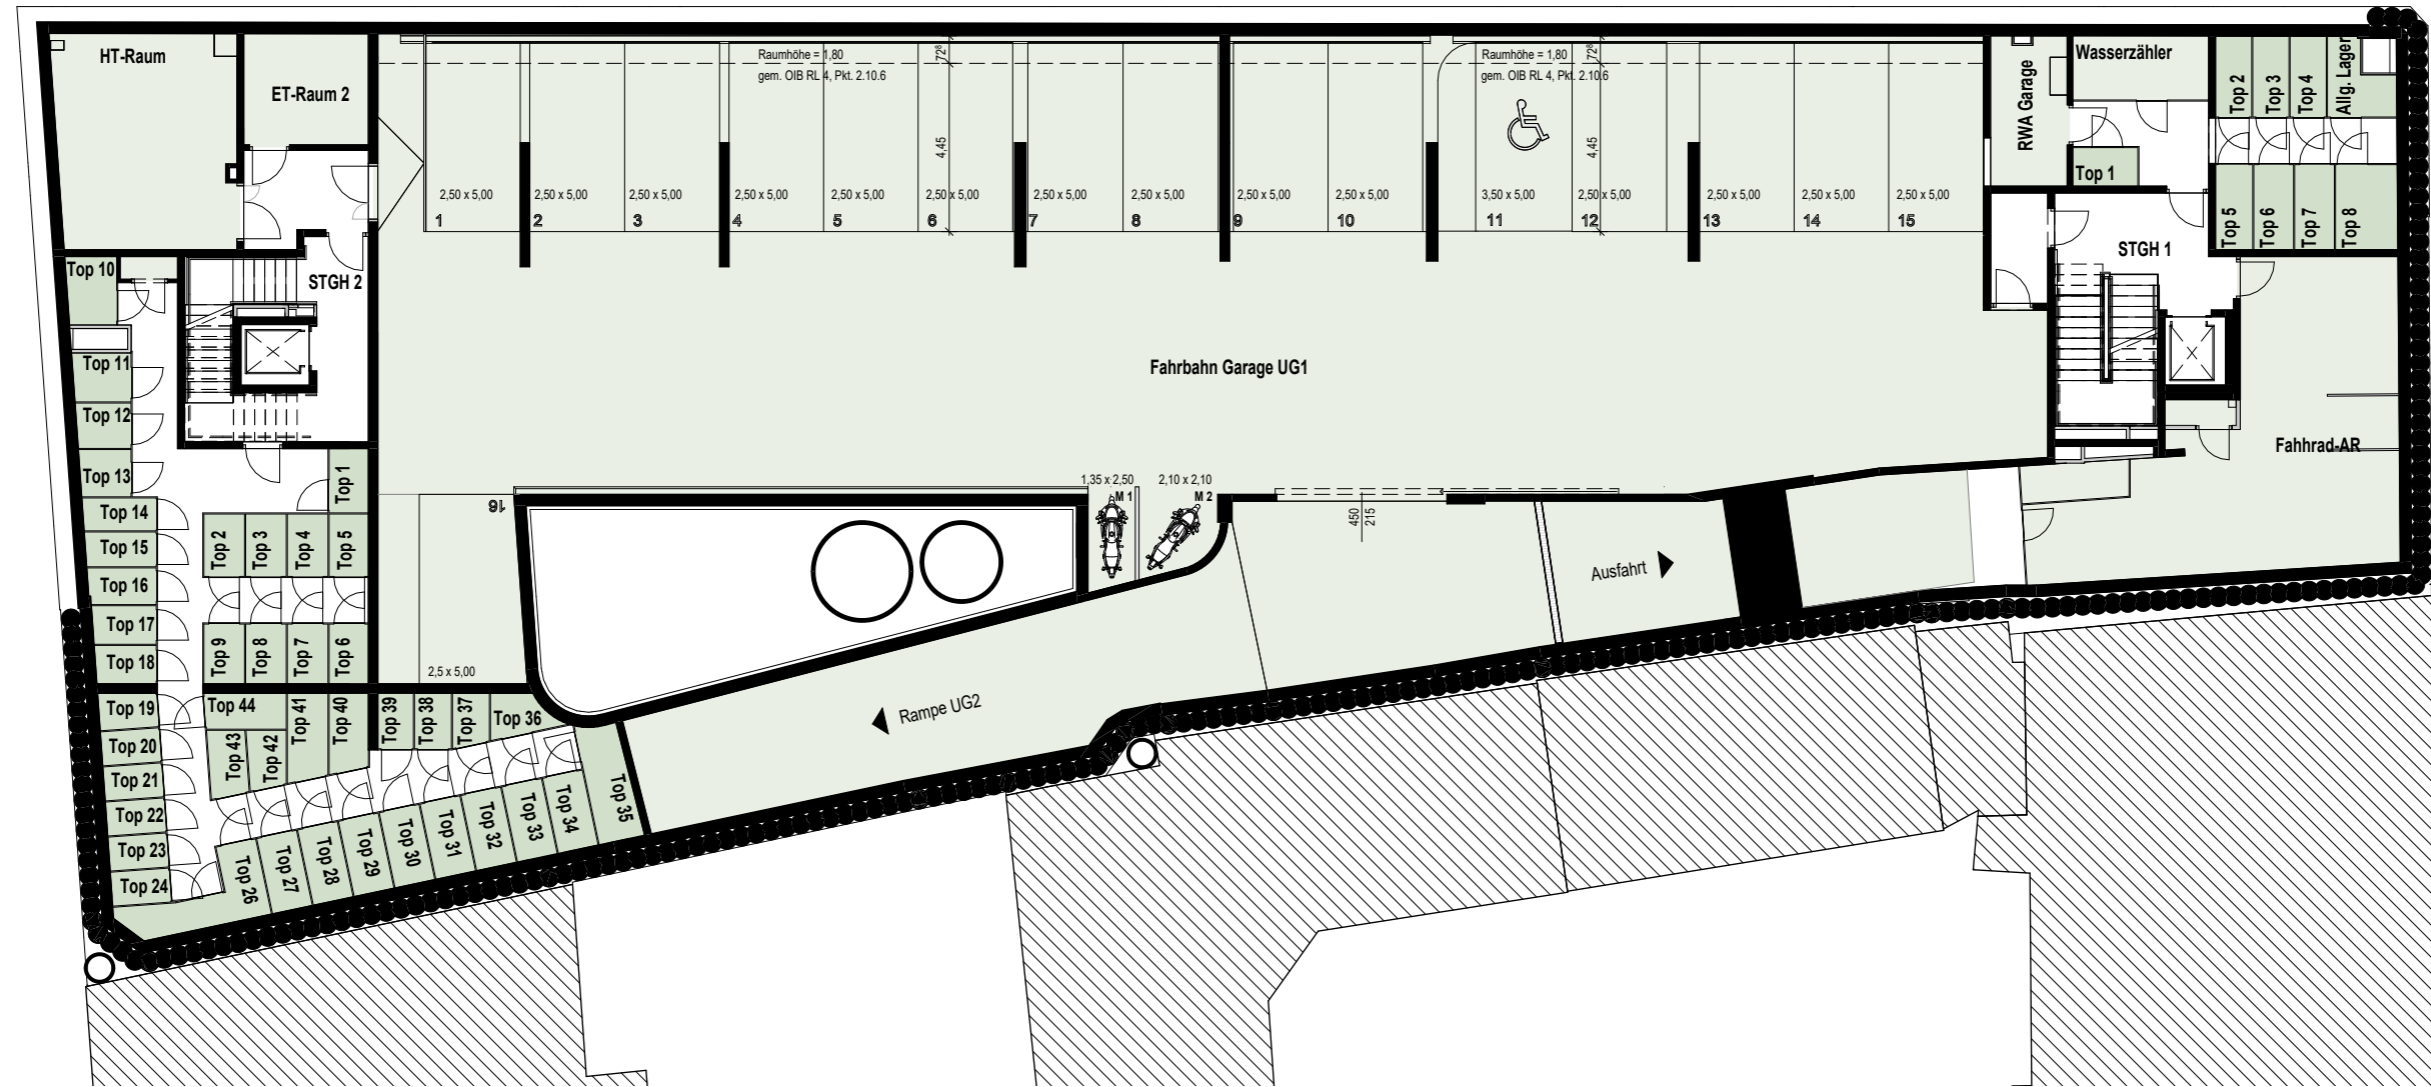 HT-Raum
ET-Raum 2
Raumhöhe = 1,80
gem. OIB RL 4, Pkt. 2.10.6
72⁸
4,45
Raumhöhe = 1,80
gem. OIB RL 4, Pkt. 2.10.6
72⁸
4,45
RWA Garage
Wasserzähler
Top 1
Top 2
Top 3
Top 4
Allg. Lager
Top 5
Top 6
Top 7
Top 8
2,50 x 5,00
1
2,50 x 5,00
2
2,50 x 5,00
3
2,50 x 5,00
4
2,50 x 5,00
5
2,50 x 5,00
6
2,50 x 5,00
7
2,50 x 5,00
8
2,50 x 5,00
9
2,50 x 5,00
10
3,50 x 5,00
11
2,50 x 5,00
12
2,50 x 5,00
13
2,50 x 5,00
14
2,50 x 5,00
15
STGH 2
STGH 1
Fahrbahn Garage UG1
Fahhrad-AR
Top 10
Top 11
Top 12
Top 13
Top 14
Top 15
Top 16
Top 17
Top 18
Top 19
Top 20
Top 21
Top 22
Top 23
Top 24
Top 1
Top 2
Top 3
Top 4
Top 5
Top 9
Top 8
Top 7
Top 6
16
2,5 x 5,00
1,35 x 2,50
M 1
2,10 x 2,10
M 2
450
215
Ausfahrt
Rampe UG2
Top 44
Top 43
Top 42
Top 41
Top 40
Top 39
Top 38
Top 37
Top 36
Top 26
Top 27
Top 28
Top 29
Top 30
Top 31
Top 32
Top 33
Top 34
Top 35